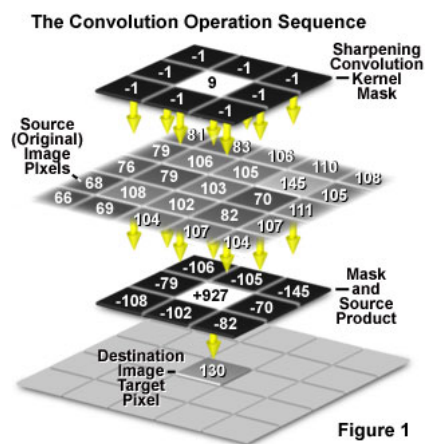 The Convolution Operation Sequence
Sharpening
Convolution
Kernel
Mask
-1
-1 -1
-1 9 -1
-1 -1
-1
Source
(Original)
Image
Pixels
81
79 83
76 106 106
68 79 105 110
66 108 103 145 108
69 102 70 105
104 82 111
107 107
104
Mask
and
Source
Product
-106
-79 -105
-108 +927 -145
-102 -70
-82
Destination
Image
Target
Pixel
130
Figure 1